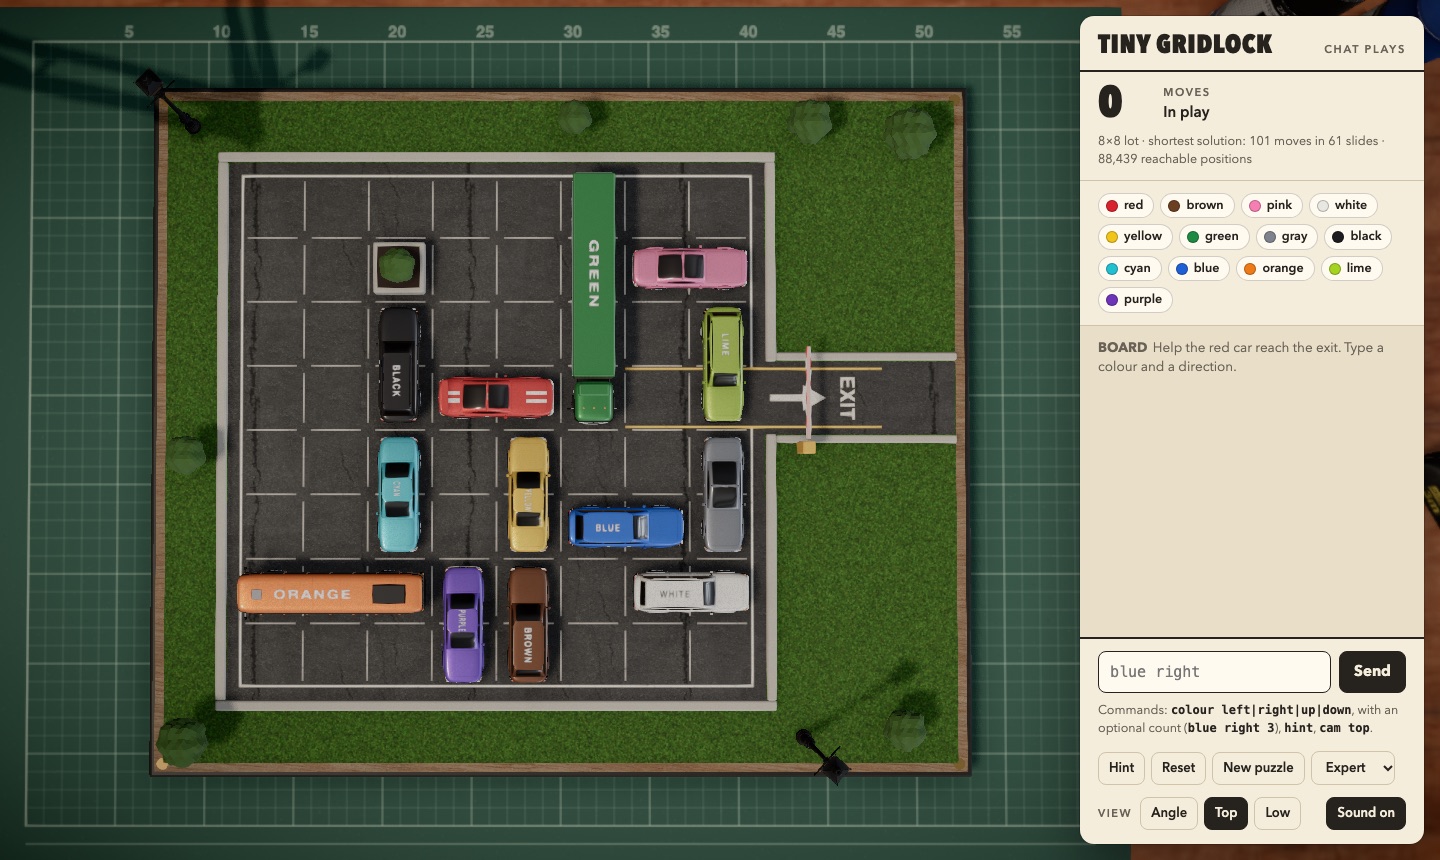 5 10 15 20 25 30 35 40 45 50 55
GREEN
LIME
BLACK
EXIT
CYAN
YELLOW
BLUE
ORANGE
WHITE
PURPLE
BROWN
TINY GRIDLOCK
CHAT PLAYS
0
MOVES
In play
8×8 lot · shortest solution: 101 moves in 61 slides ·
88,439 reachable positions
red brown pink white
yellow green gray black
cyan blue orange lime
purple
BOARD Help the red car reach the exit. Type a
colour and a direction.
blue right
Send
Commands: colour left|right|up|down, with an
optional count (blue right 3), hint, cam top.
Hint Reset New puzzle Expert
VIEW Angle Top Low Sound on